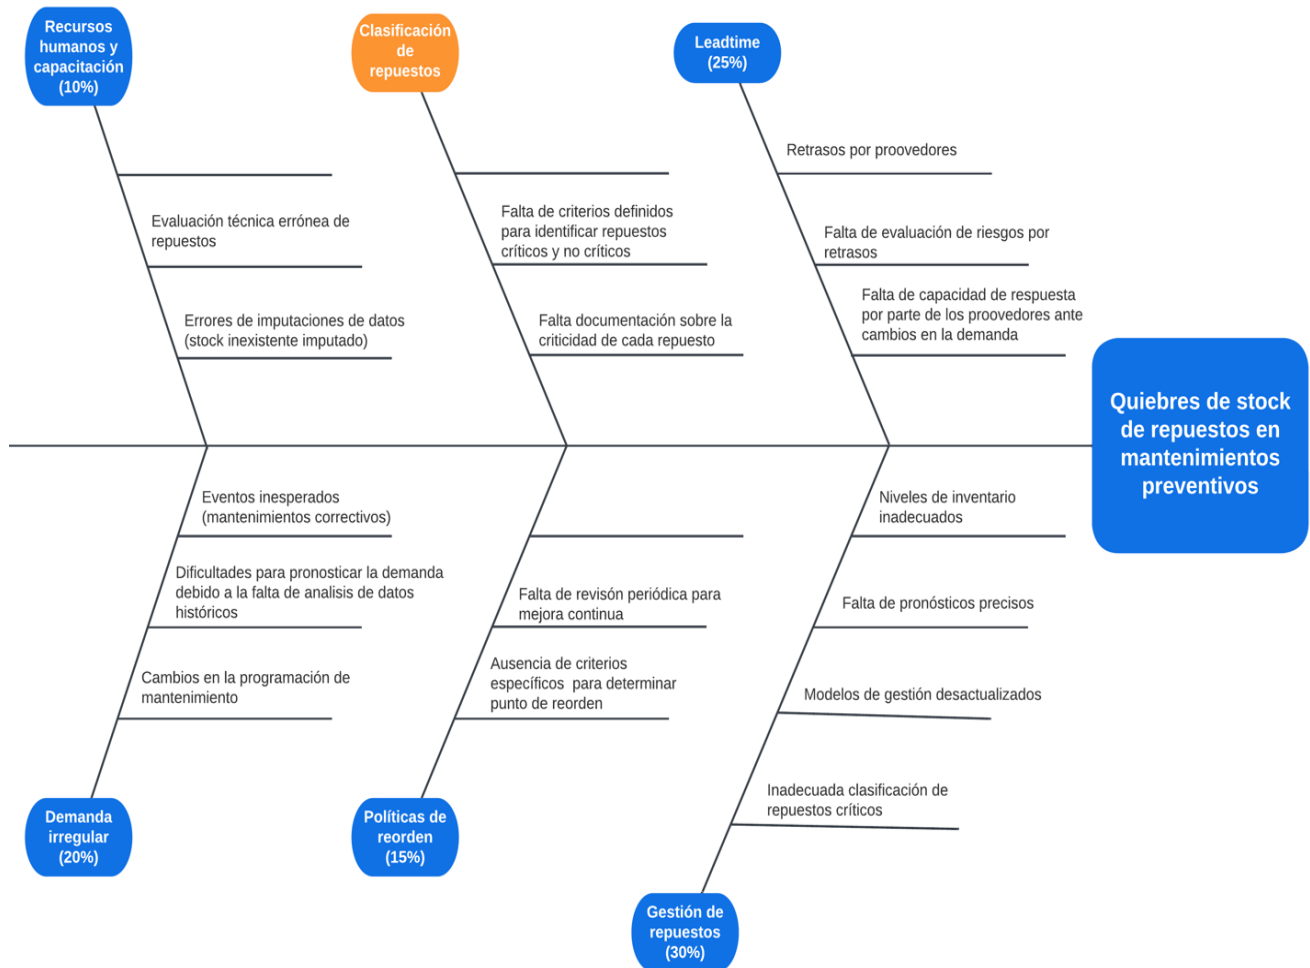 Recursos
humanos y
capacitación
(10%)
Clasificación
de
repuestos
Leadtime
(25%)
Retrasos por proovedores
Evaluación técnica errónea de
repuestos
Falta de criterios definidos
para identificar repuestos
críticos y no críticos
Falta de evaluación de riesgos por
retrasos
Errores de imputaciones de datos
(stock inexistente imputado)
Falta documentación sobre la
criticidad de cada repuesto
Falta de capacidad de respuesta
por parte de los proovedores ante
cambios en la demanda
Quiebres de stock
de repuestos en
mantenimientos
preventivos
Eventos inesperados
(mantenimientos correctivos)
Niveles de inventario
inadecuados
Dificultades para pronosticar la demanda
debido a la falta de analisis de datos
históricos
Falta de revisón periódica para
mejora continua
Falta de pronósticos precisos
Cambios en la programación de
mantenimiento
Ausencia de criterios
específicos  para determinar
punto de reorden
Modelos de gestión desactualizados
Inadecuada clasificación de
repuestos críticos
Demanda
irregular
(20%)
Políticas de
reorden
(15%)
Gestión de
repuestos
(30%)